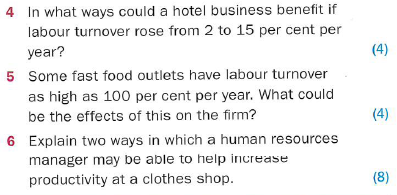 4 In what ways could a hotel business benefit if
labour turnover rose from 2 to 15 per cent per
year? (4)
5 Some fast food outlets have labour turnover
as high as 100 per cent per year. What could
be the effects of this on the firm? (4)
6 Explain two ways in which a human resources
manager may be able to help increase
productivity at a clothes shop. (8)